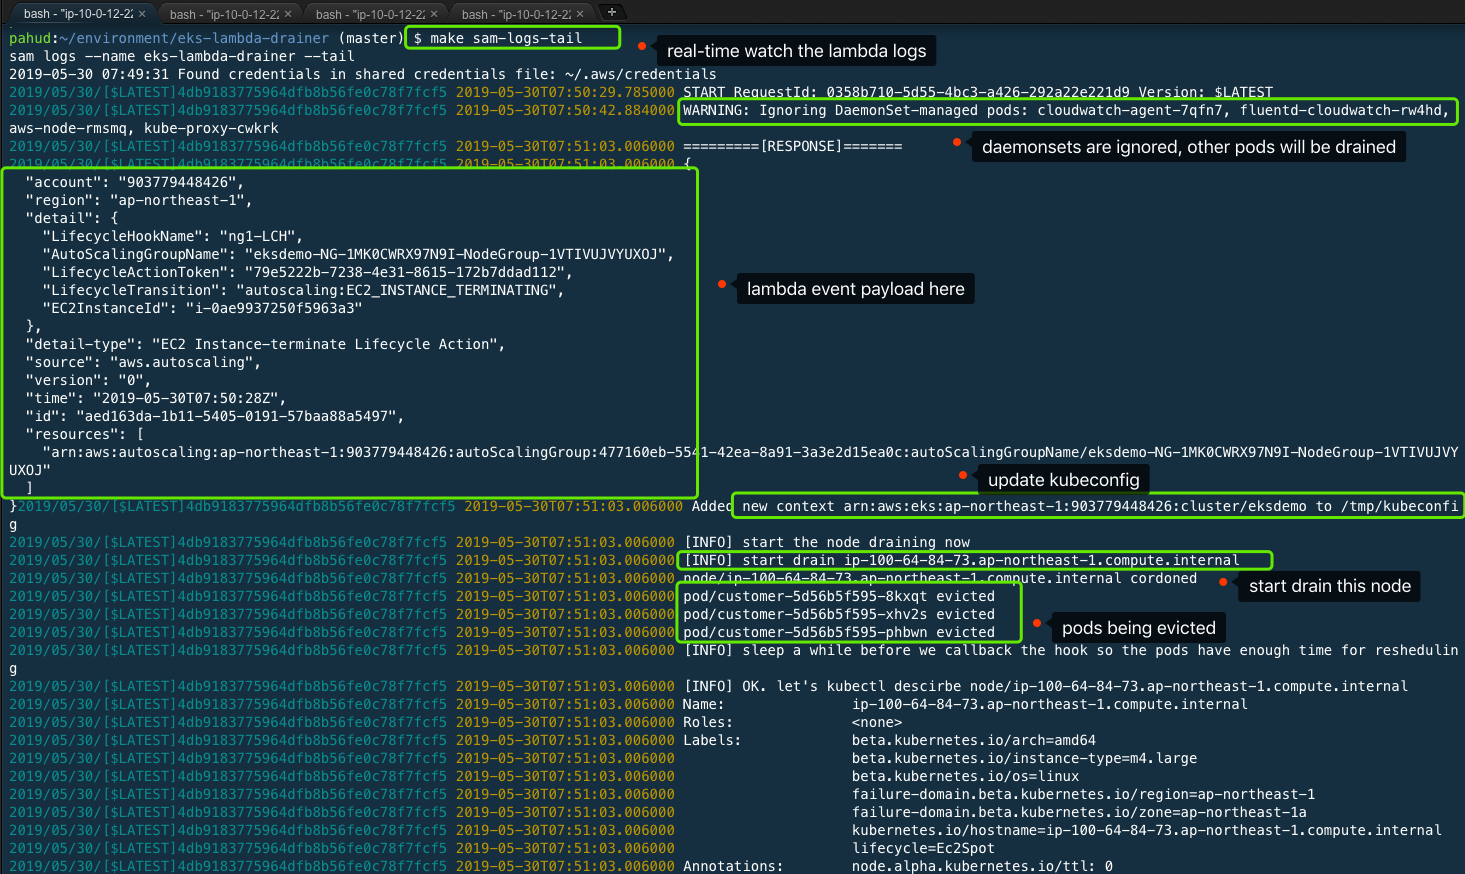 bash - "ip-10-0-12-22 × bash - "ip-10-0-12-22 × bash - "ip-10-0-12-22 × bash - "ip-10-0-12-22 × +
pahud:~/environment/eks-lambda-drainer (master) $ make sam-logs-tail
real-time watch the lambda logs
sam logs --name eks-lambda-drainer --tail
2019-05-30 07:49:31 Found credentials in shared credentials file: ~/.aws/credentials
2019/05/30/[$LATEST]4db9183775964dfb8b56fe0c78f7fcf5 2019-05-30T07:50:29.785000 START RequestId: 0358b710-5d55-4bc3-a426-292a22e221d9 Version: $LATEST
2019/05/30/[$LATEST]4db9183775964dfb8b56fe0c78f7fcf5 2019-05-30T07:50:42.884000 WARNING: Ignoring DaemonSet-managed pods: cloudwatch-agent-7qfn7, fluentd-cloudwatch-rw4hd,
aws-node-rmsmq, kube-proxy-cwkrk
2019/05/30/[$LATEST]4db9183775964dfb8b56fe0c78f7fcf5 2019-05-30T07:51:03.006000 =========[RESPONSE]=======
daemonsets are ignored, other pods will be drained
2019/05/30/[$LATEST]4db9183775964dfb8b56fe0c78f7fcf5 2019-05-30T07:51:03.006000 {
"account": "903779448426",
"region": "ap-northeast-1",
"detail": {
"LifecycleHookName": "ng1-LCH",
"AutoScalingGroupName": "eksdemo-NG-1MK0CWRX97N9I-NodeGroup-1VTIVUJVYUXOJ",
"LifecycleActionToken": "79e5222b-7238-4e31-8615-172b7ddad112",
"LifecycleTransition": "autoscaling:EC2_INSTANCE_TERMINATING",
lambda event payload here
"EC2InstanceId": "i-0ae9937250f5963a3"
},
"detail-type": "EC2 Instance-terminate Lifecycle Action",
"source": "aws.autoscaling",
"version": "0",
"time": "2019-05-30T07:50:28Z",
"id": "aed163da-1b11-5405-0191-57baa88a5497",
"resources": [
"arn:aws:autoscaling:ap-northeast-1:903779448426:autoScalingGroup:477160eb-5541-42ea-8a91-3a3e2d15ea0c:autoScalingGroupName/eksdemo-NG-1MK0CWRX97N9I-NodeGroup-1VTIVUJVY
UXOJ"
update kubeconfig
]
}2019/05/30/[$LATEST]4db9183775964dfb8b56fe0c78f7fcf5 2019-05-30T07:51:03.006000 Added new context arn:aws:eks:ap-northeast-1:903779448426:cluster/eksdemo to /tmp/kubeconfi
g
2019/05/30/[$LATEST]4db9183775964dfb8b56fe0c78f7fcf5 2019-05-30T07:51:03.006000 [INFO] start the node draining now
2019/05/30/[$LATEST]4db9183775964dfb8b56fe0c78f7fcf5 2019-05-30T07:51:03.006000 [INFO] start drain ip-100-64-84-73.ap-northeast-1.compute.internal
2019/05/30/[$LATEST]4db9183775964dfb8b56fe0c78f7fcf5 2019-05-30T07:51:03.006000 node/ip-100-64-84-73.ap-northeast-1.compute.internal cordoned
start drain this node
2019/05/30/[$LATEST]4db9183775964dfb8b56fe0c78f7fcf5 2019-05-30T07:51:03.006000 pod/customer-5d56b5f595-8kxqt evicted
2019/05/30/[$LATEST]4db9183775964dfb8b56fe0c78f7fcf5 2019-05-30T07:51:03.006000 pod/customer-5d56b5f595-xhv2s evicted
2019/05/30/[$LATEST]4db9183775964dfb8b56fe0c78f7fcf5 2019-05-30T07:51:03.006000 pod/customer-5d56b5f595-phbwn evicted
pods being evicted
2019/05/30/[$LATEST]4db9183775964dfb8b56fe0c78f7fcf5 2019-05-30T07:51:03.006000 [INFO] sleep a while before we callback the hook so the pods have enough time for reshedulin
g
2019/05/30/[$LATEST]4db9183775964dfb8b56fe0c78f7fcf5 2019-05-30T07:51:03.006000 [INFO] OK. let's kubectl descirbe node/ip-100-64-84-73.ap-northeast-1.compute.internal
2019/05/30/[$LATEST]4db9183775964dfb8b56fe0c78f7fcf5 2019-05-30T07:51:03.006000 Name: ip-100-64-84-73.ap-northeast-1.compute.internal
2019/05/30/[$LATEST]4db9183775964dfb8b56fe0c78f7fcf5 2019-05-30T07:51:03.006000 Roles: <none>
2019/05/30/[$LATEST]4db9183775964dfb8b56fe0c78f7fcf5 2019-05-30T07:51:03.006000 Labels: beta.kubernetes.io/arch=amd64
2019/05/30/[$LATEST]4db9183775964dfb8b56fe0c78f7fcf5 2019-05-30T07:51:03.006000 beta.kubernetes.io/instance-type=m4.large
2019/05/30/[$LATEST]4db9183775964dfb8b56fe0c78f7fcf5 2019-05-30T07:51:03.006000 beta.kubernetes.io/os=linux
2019/05/30/[$LATEST]4db9183775964dfb8b56fe0c78f7fcf5 2019-05-30T07:51:03.006000 failure-domain.beta.kubernetes.io/region=ap-northeast-1
2019/05/30/[$LATEST]4db9183775964dfb8b56fe0c78f7fcf5 2019-05-30T07:51:03.006000 failure-domain.beta.kubernetes.io/zone=ap-northeast-1a
2019/05/30/[$LATEST]4db9183775964dfb8b56fe0c78f7fcf5 2019-05-30T07:51:03.006000 kubernetes.io/hostname=ip-100-64-84-73.ap-northeast-1.compute.internal
2019/05/30/[$LATEST]4db9183775964dfb8b56fe0c78f7fcf5 2019-05-30T07:51:03.006000 lifecycle=Ec2Spot
2019/05/30/[$LATEST]4db9183775964dfb8b56fe0c78f7fcf5 2019-05-30T07:51:03.006000 Annotations: node.alpha.kubernetes.io/ttl: 0